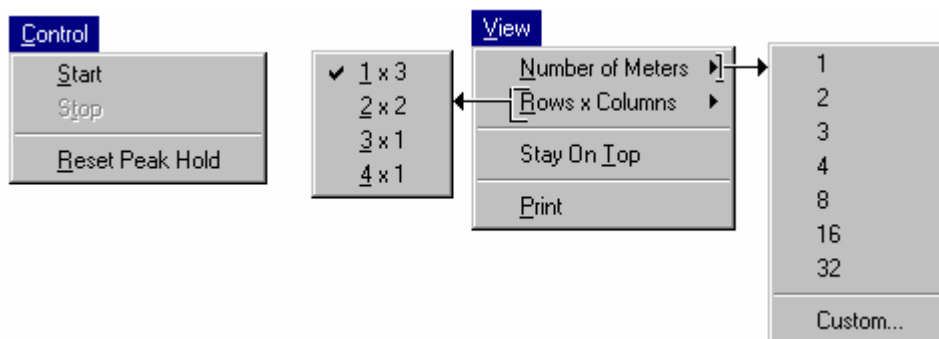 Control
Start
Stop
Reset Peak Hold
1 x 3
2 x 2
3 x 1
4 x 1
View
Number of Meters
Rows x Columns
Stay On Top
Print
1
2
3
4
8
16
32
Custom...